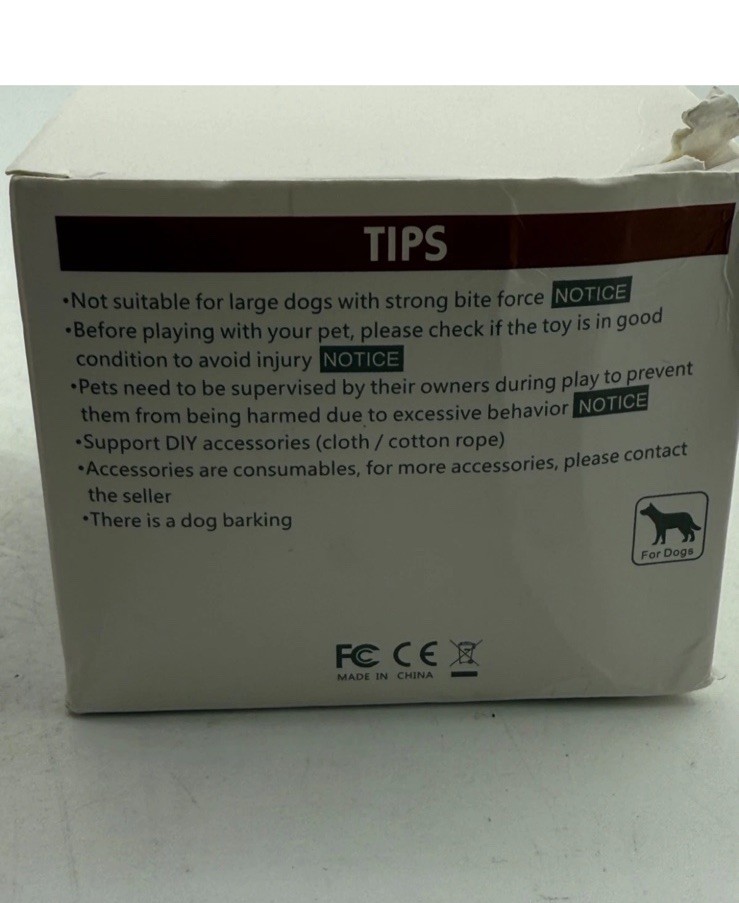 TIPS
•Not suitable for large dogs with strong bite force NOTICE
•Before playing with your pet, please check if the toy is in good
condition to avoid injury NOTICE
•Pets need to be supervised by their owners during play to prevent
them from being harmed due to excessive behavior NOTICE
•Support DIY accessories (cloth / cotton rope)
•Accessories are consumables, for more accessories, please contact
the seller
•There is a dog barking
For Dogs
FC CE
MADE IN CHINA